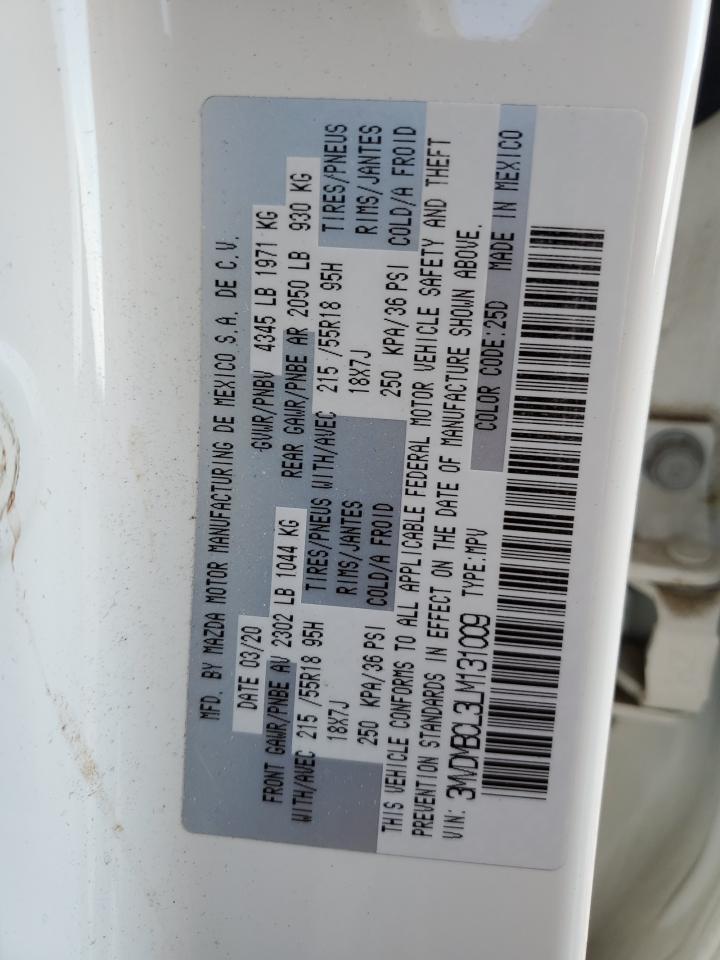 MFD. BY MAZDA MOTOR MANUFACTURING DE MEXICO S.A. DE C.V.
DATE 03/20 GVWR/PNBV 4345 LB 1971 KG
FRONT GAWR/PNBE AV 2302 LB 1044 KG REAR GAWR/PNBE AR 2050 LB 930 KG
WITH/AVEC 215 /55R18 95H TIRES/PNEUS WITH/AVEC 215 /55R18 95H TIRES/PNEUS
18X7J RIMS/JANTES 18X7J RIMS/JANTES
250 KPA/36 PSI COLD/A FROID 250 KPA/36 PSI COLD/A FROID
THIS VEHICLE CONFORMS TO ALL APPLICABLE FEDERAL MOTOR VEHICLE SAFETY AND THEFT
PREVENTION STANDARDS IN EFFECT ON THE DATE OF MANUFACTURE SHOWN ABOVE.
VIN: 3MVDMBCL3LM131009 TYPE:MPV COLOR CODE:25D MADE IN MEXICO